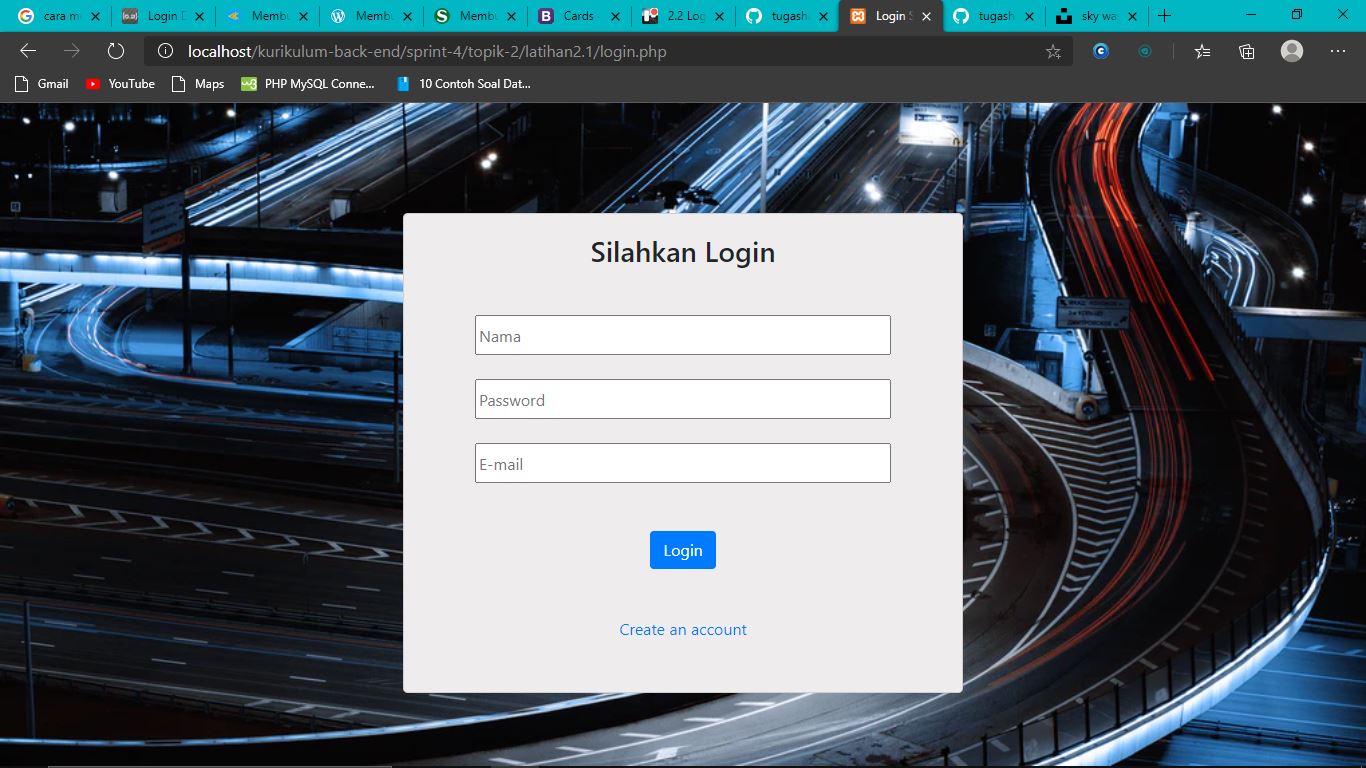 cara m
Login D
Membu
Membu
Membu
Cards
2.2 Log
tugash
Login S
tugash
sky wa
localhost/kurikulum-back-end/sprint-4/topik-2/latihan2.1/login.php
Gmail
YouTube
Maps
PHP MySQL Conne...
10 Contoh Soal Dat...
Silahkan Login
Nama
Password
E-mail
Login
Create an account